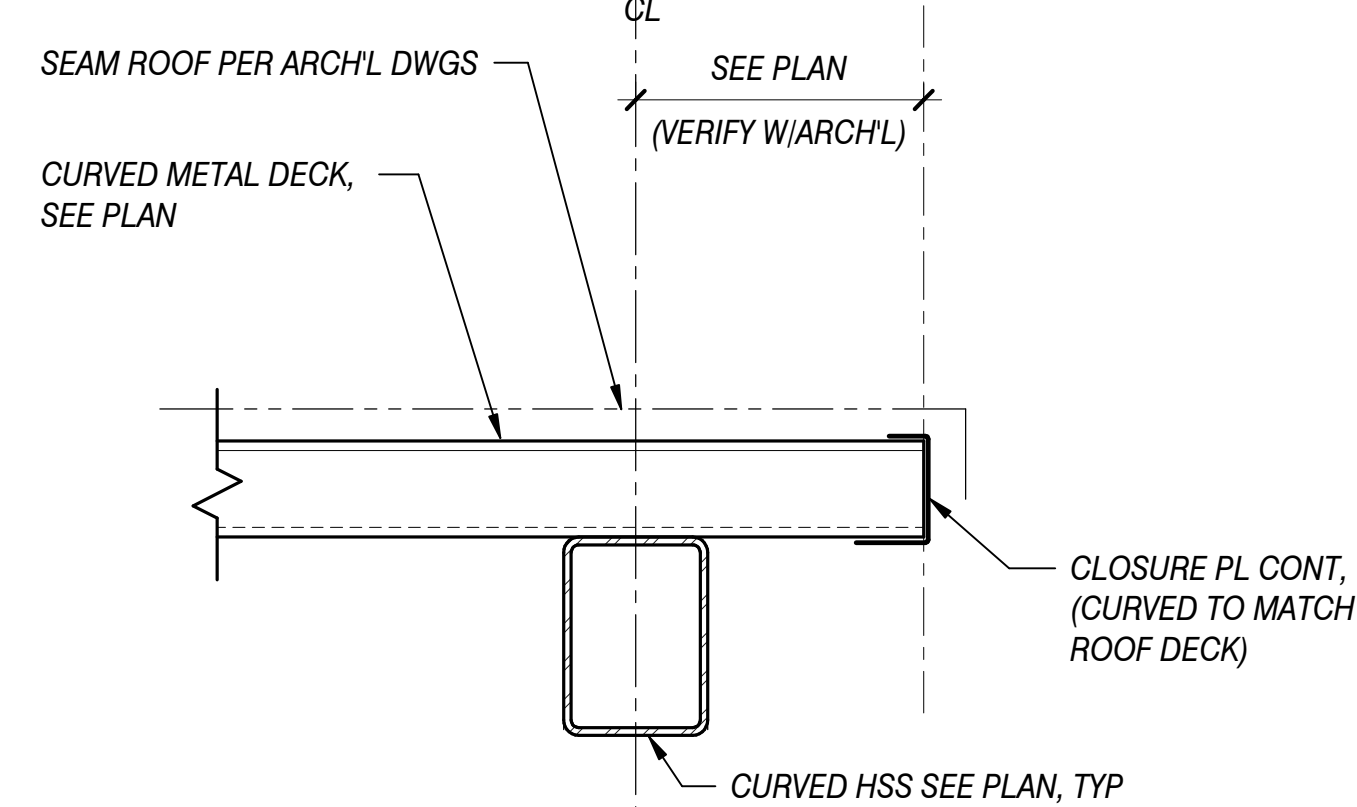 CL
SEAM ROOF PER ARCH'L DWGS
SEE PLAN
(VERIFY W/ARCH'L)
CURVED METAL DECK,
SEE PLAN
CLOSURE PL CONT,
(CURVED TO MATCH
ROOF DECK)
CURVED HSS SEE PLAN, TYP